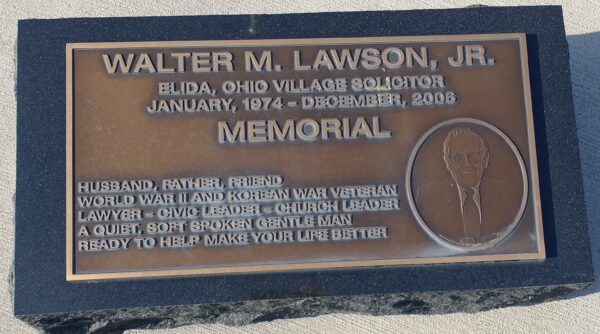 WALTER M. LAWSON, JR.
ELIDA, OHIO VILLAGE SOLICITOR
JANUARY, 1974 - DECEMBER, 2006
MEMORIAL
HUSBAND, FATHER, FRIEND
WORLD WAR II AND KOREAN WAR VETERAN
LAWYER - CIVIC LEADER - CHURCH LEADER
A QUIET, SOFT SPOKEN GENTLE MAN
READY TO HELP MAKE YOUR LIFE BETTER